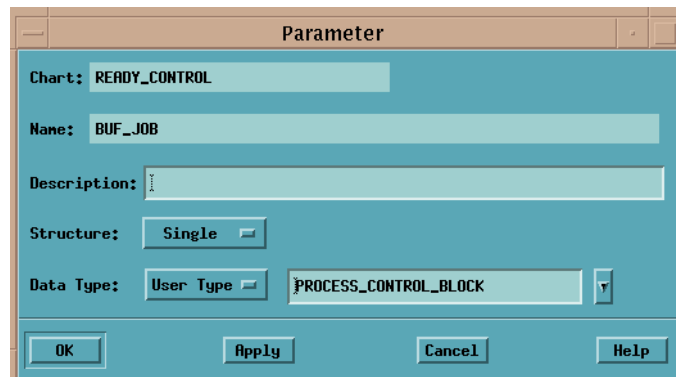 Parameter
Chart: READY_CONTROL
Name: BUF_JOB
Description:
Structure: Single
Data Type: User Type PROCESS_CONTROL_BLOCK
OK Apply Cancel Help